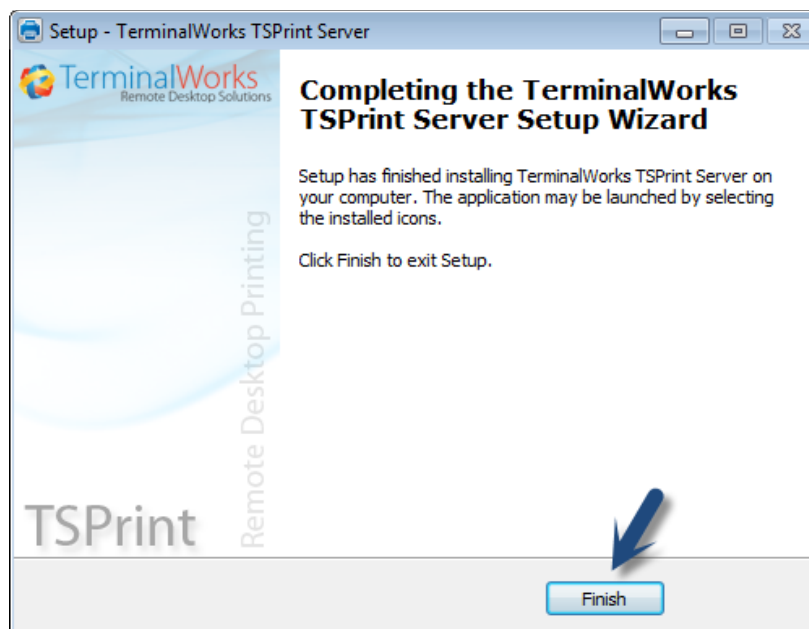 Setup - TerminalWorks TSPrint Server
TerminalWorks
Remote Desktop Solutions
Completing the TerminalWorks
TSPrint Server Setup Wizard
Setup has finished installing TerminalWorks TSPrint Server on
your computer. The application may be launched by selecting
the installed icons.
Click Finish to exit Setup.
Remote Desktop Printing
TSPrint
Finish